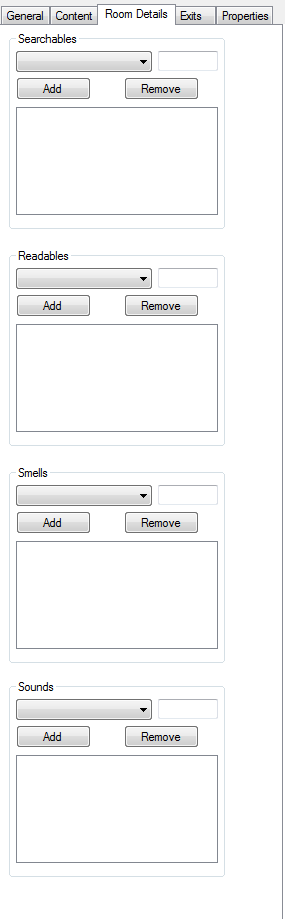 General Content Room Details Exits Properties
Searchables
Add Remove
Readables
Add Remove
Smells
Add Remove
Sounds
Add Remove